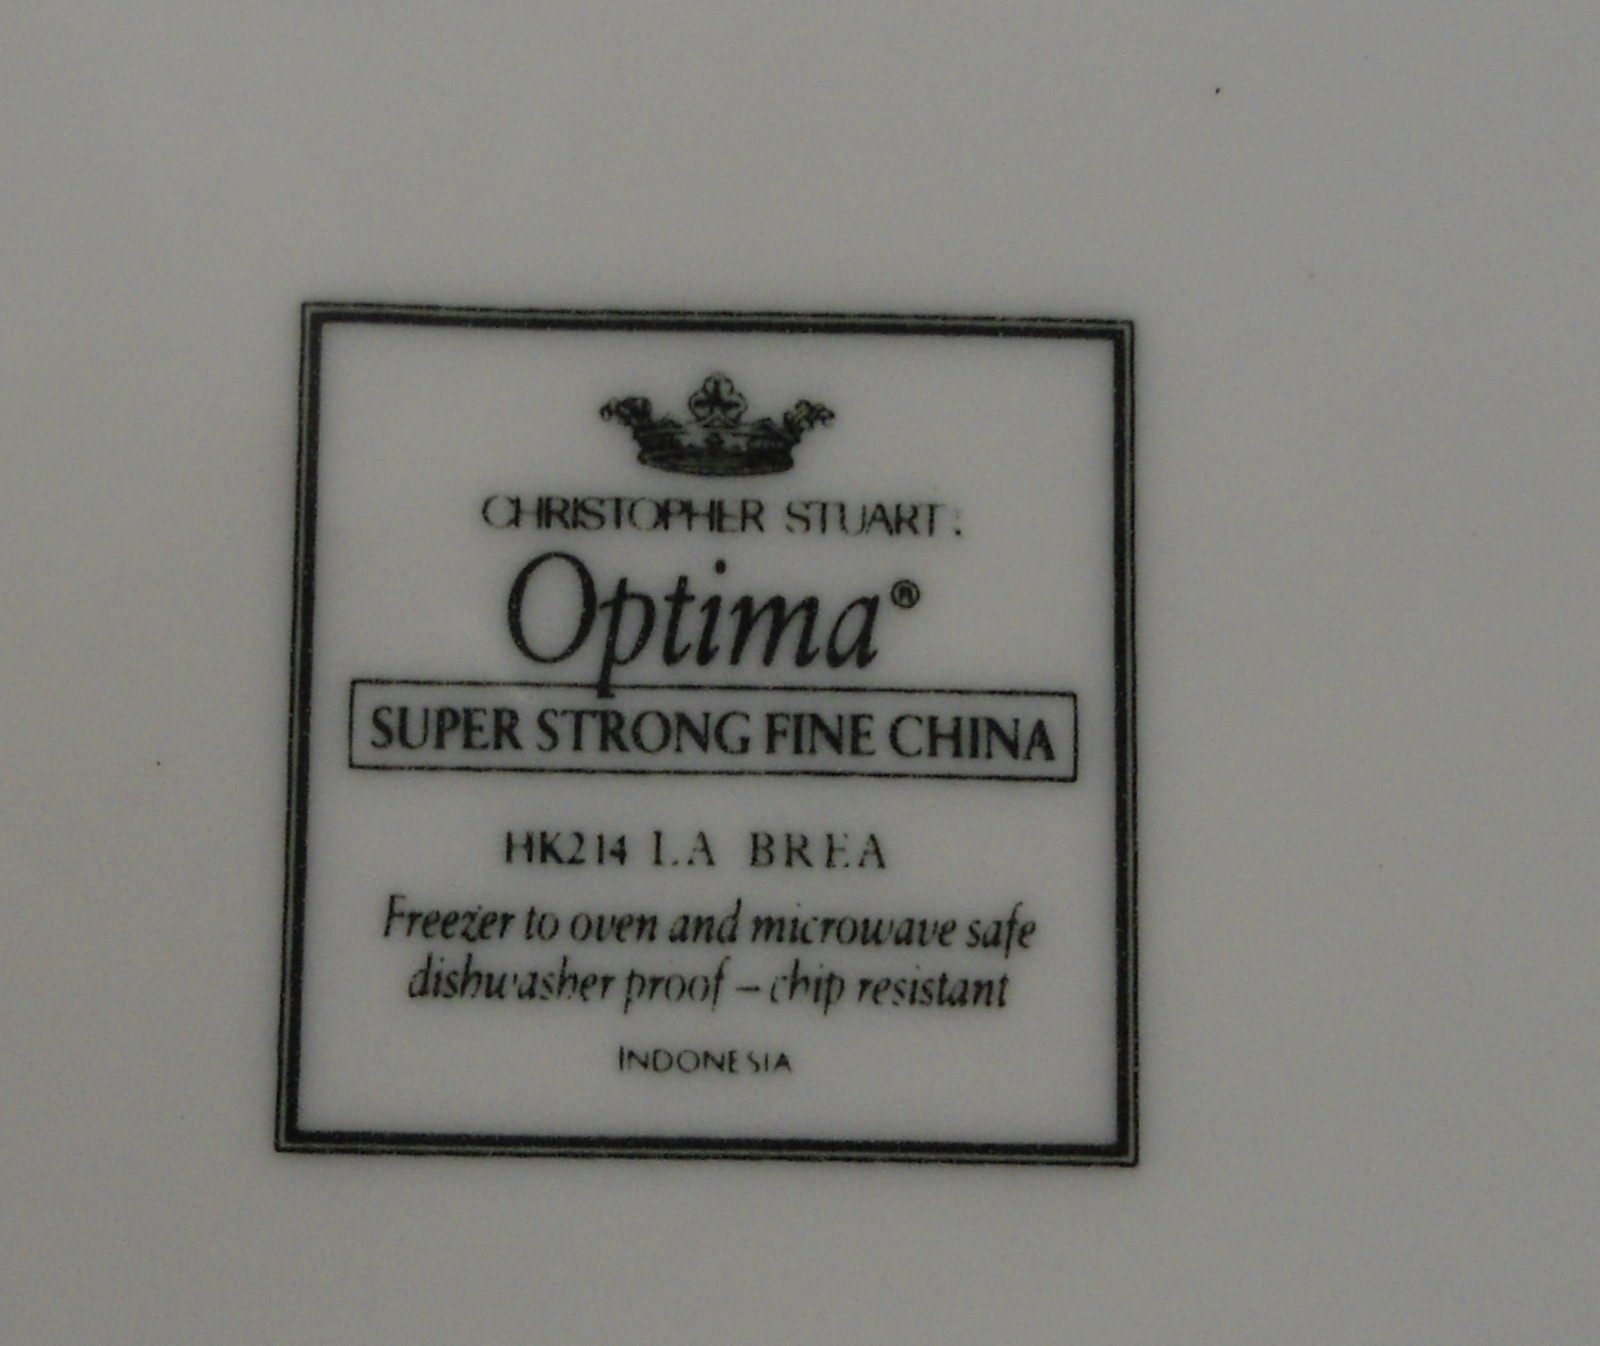 CHRISTOPHER STUART.
Optima®
SUPER STRONG FINE CHINA
HK214 LA BREA
Freezer to oven and microwave safe
dishwasher proof – chip resistant
INDONESIA